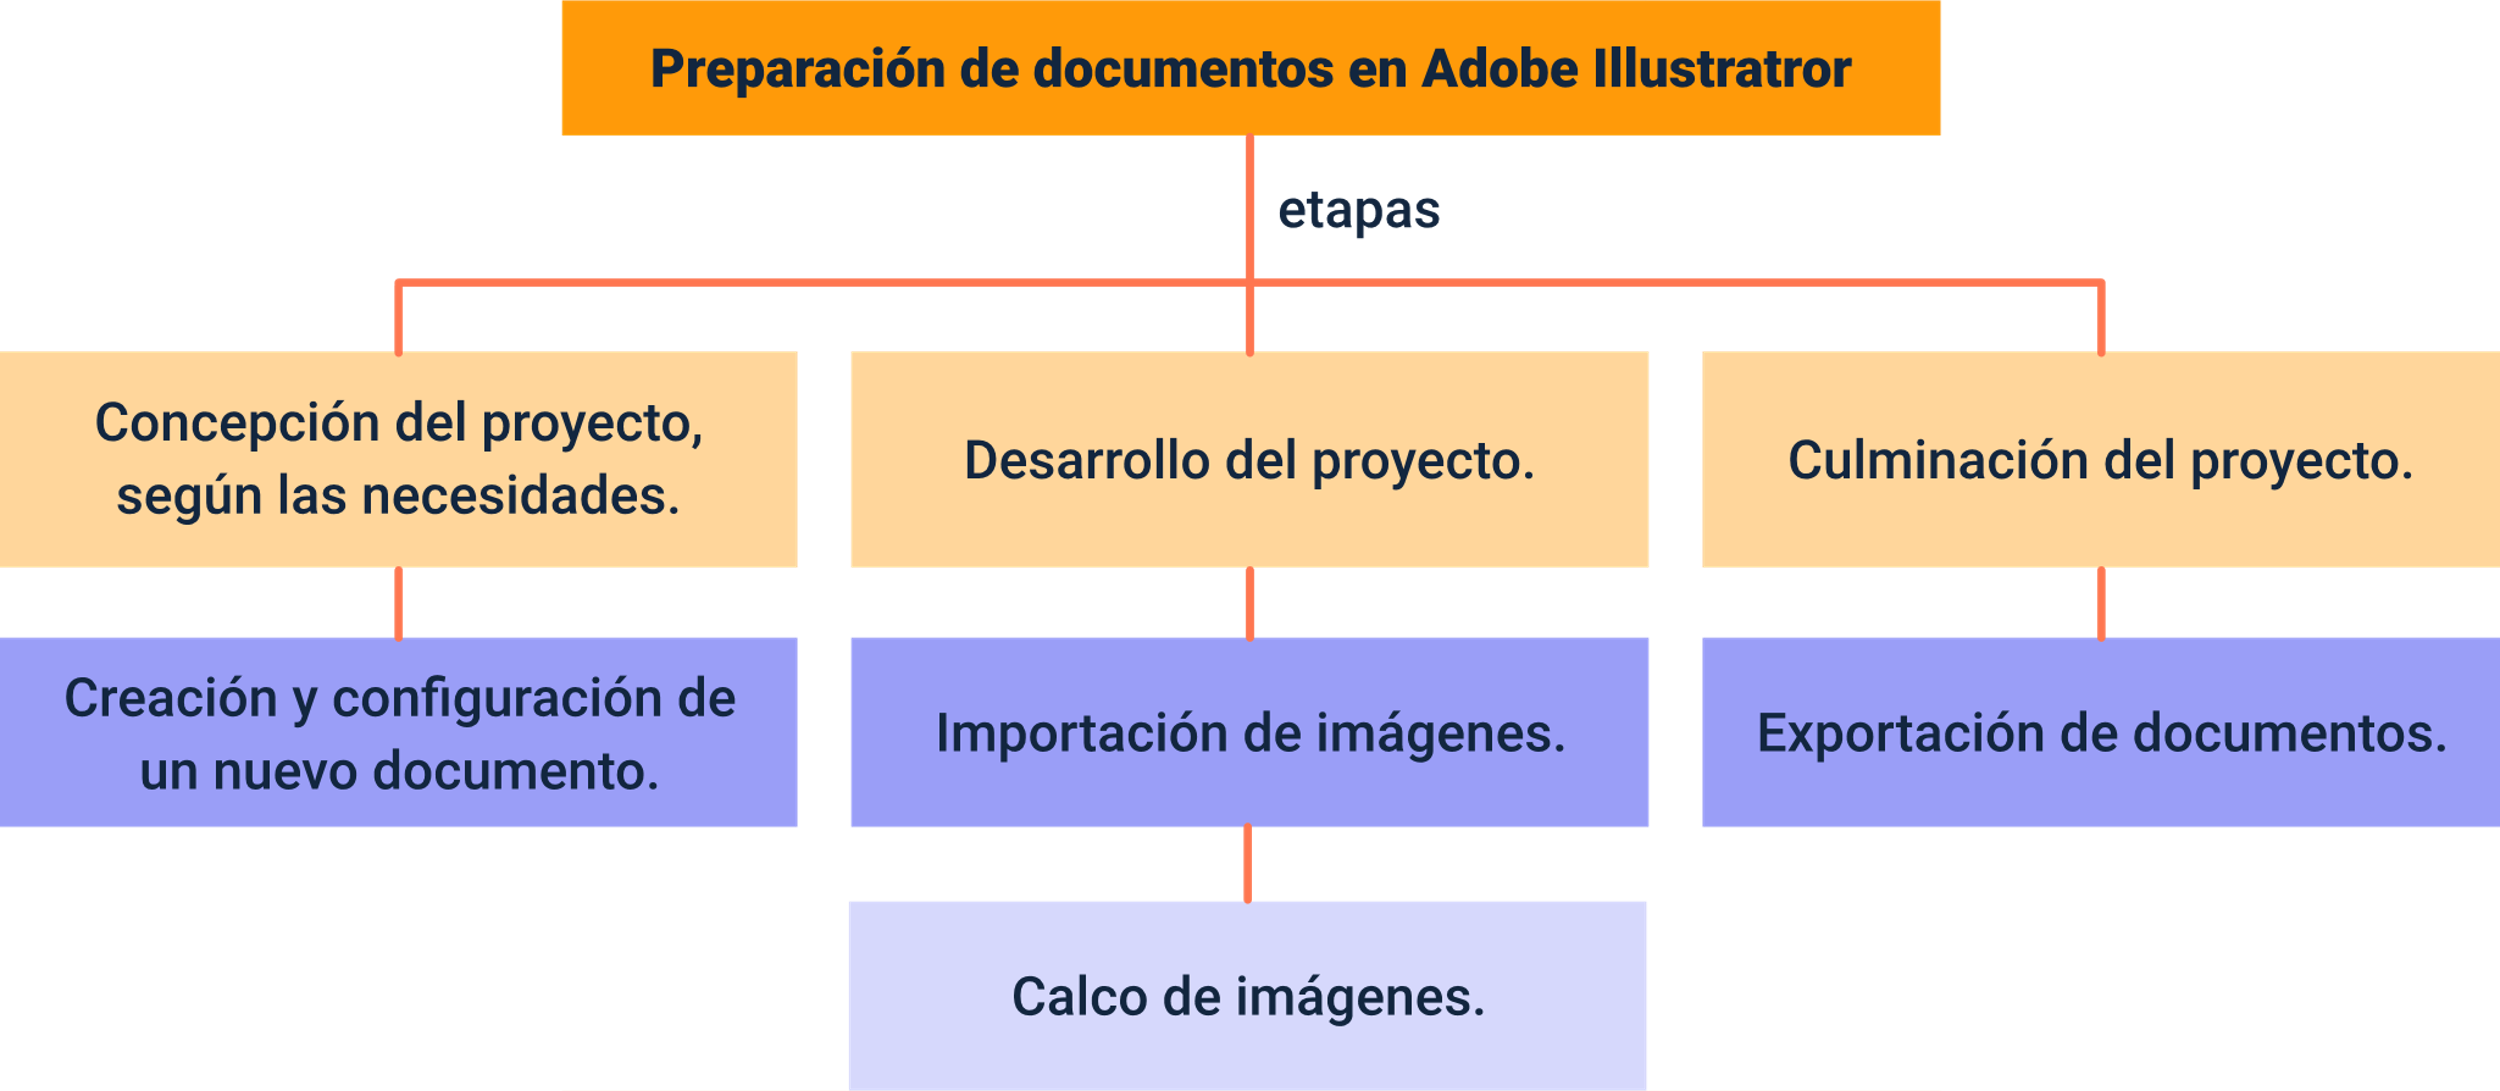 Preparación de documentos en Adobe Illustratror
etapas
Concepción del proyecto,
según las necesidades.
Desarrollo del proyecto.
Culminación del proyecto.
Creación y configuración de
un nuevo documento.
Importación de imágenes.
Exportación de documentos.
Calco de imágenes.